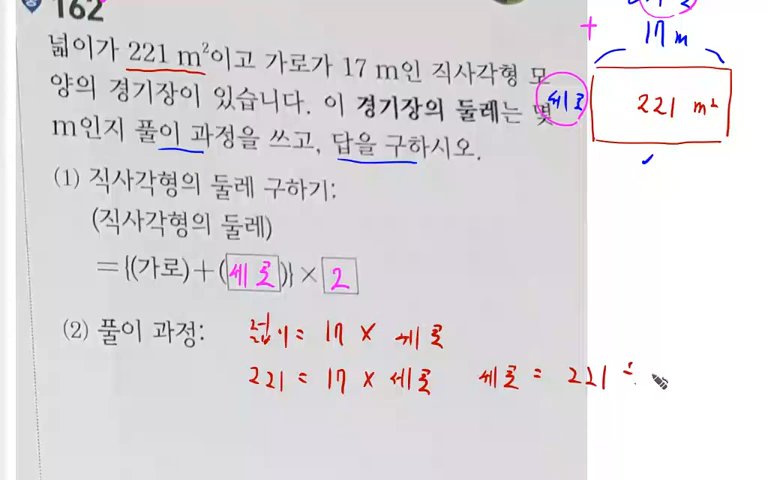 162
+
17 m
넓이가 221 m²이고 가로가 17 m인 직사각형 모
양의 경기장이 있습니다. 이 경기장의 둘레는 몇
m인지 풀이 과정을 쓰고, 답을 구하시오.
세로
221 m²
(1) 직사각형의 둘레 구하기:
(직사각형의 둘레)
={(가로)+(세로)}×2
(2) 풀이 과정: 넓이 = 17 × 세로
221 = 17 × 세로 세로 = 221 ÷